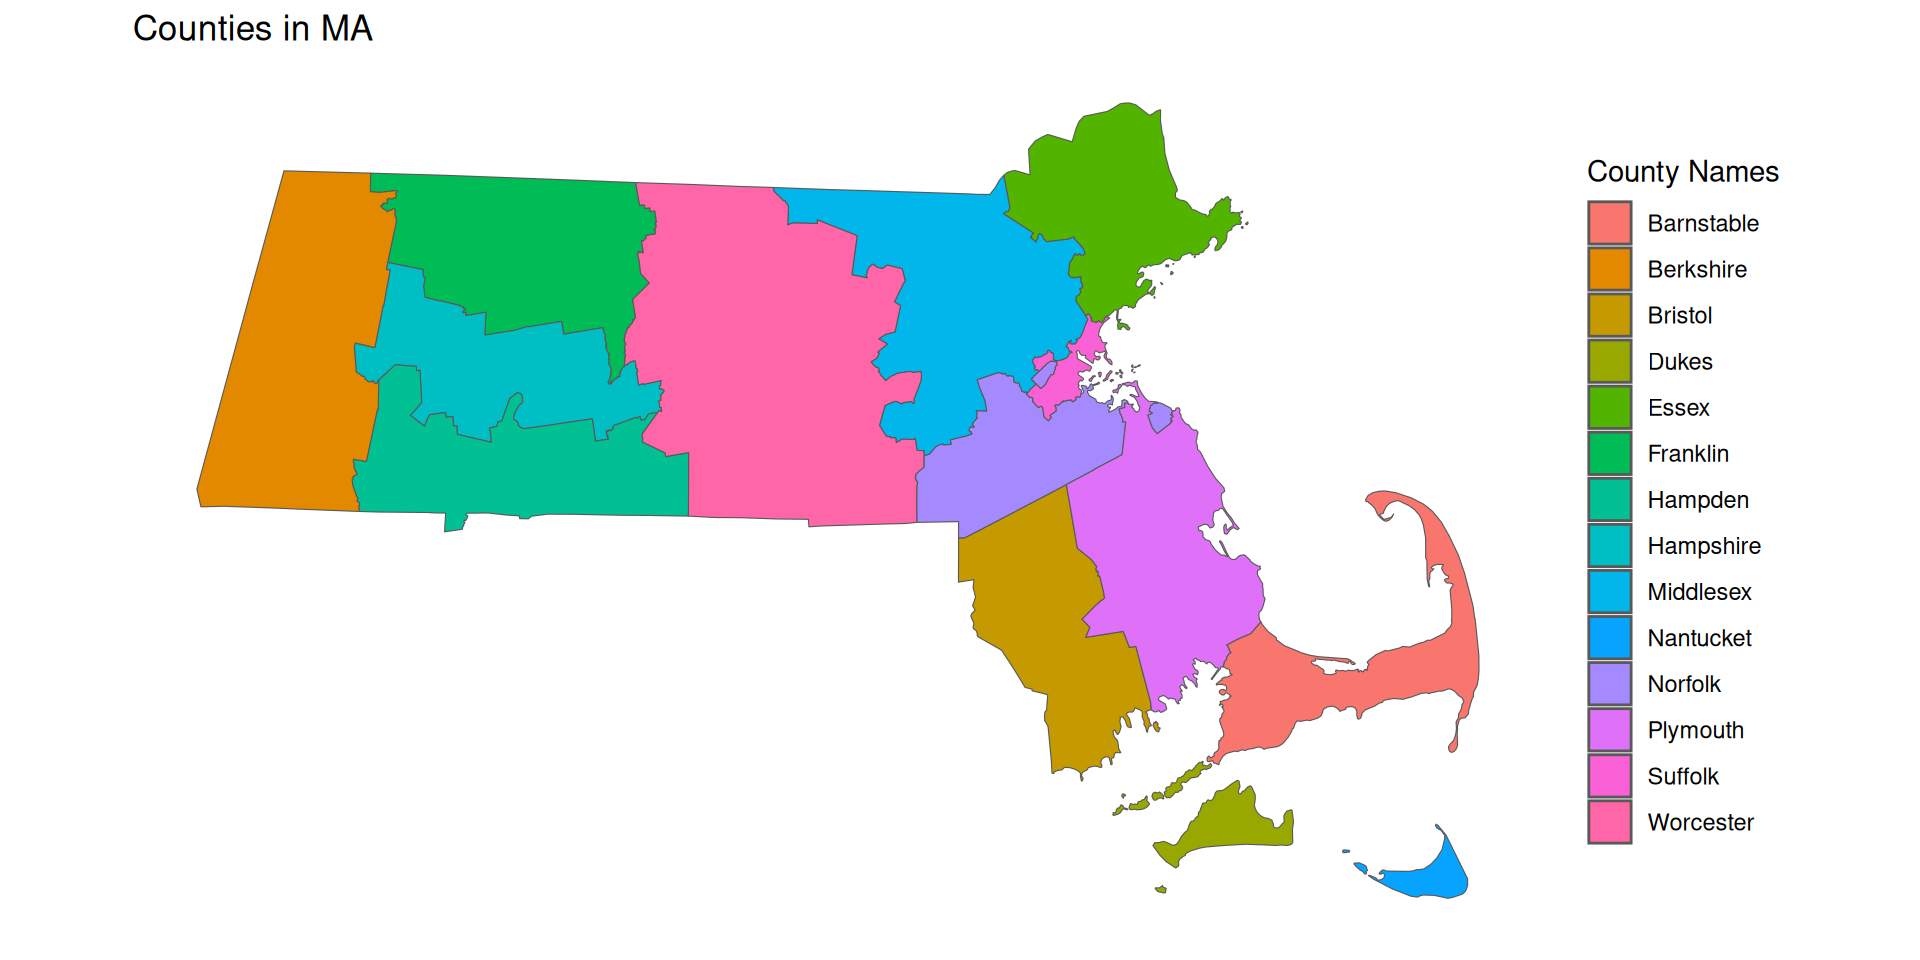 Counties in MA
County Names
Barnstable
Berkshire
Bristol
Dukes
Essex
Franklin
Hampden
Hampshire
Middlesex
Nantucket
Norfolk
Plymouth
Suffolk
Worcester